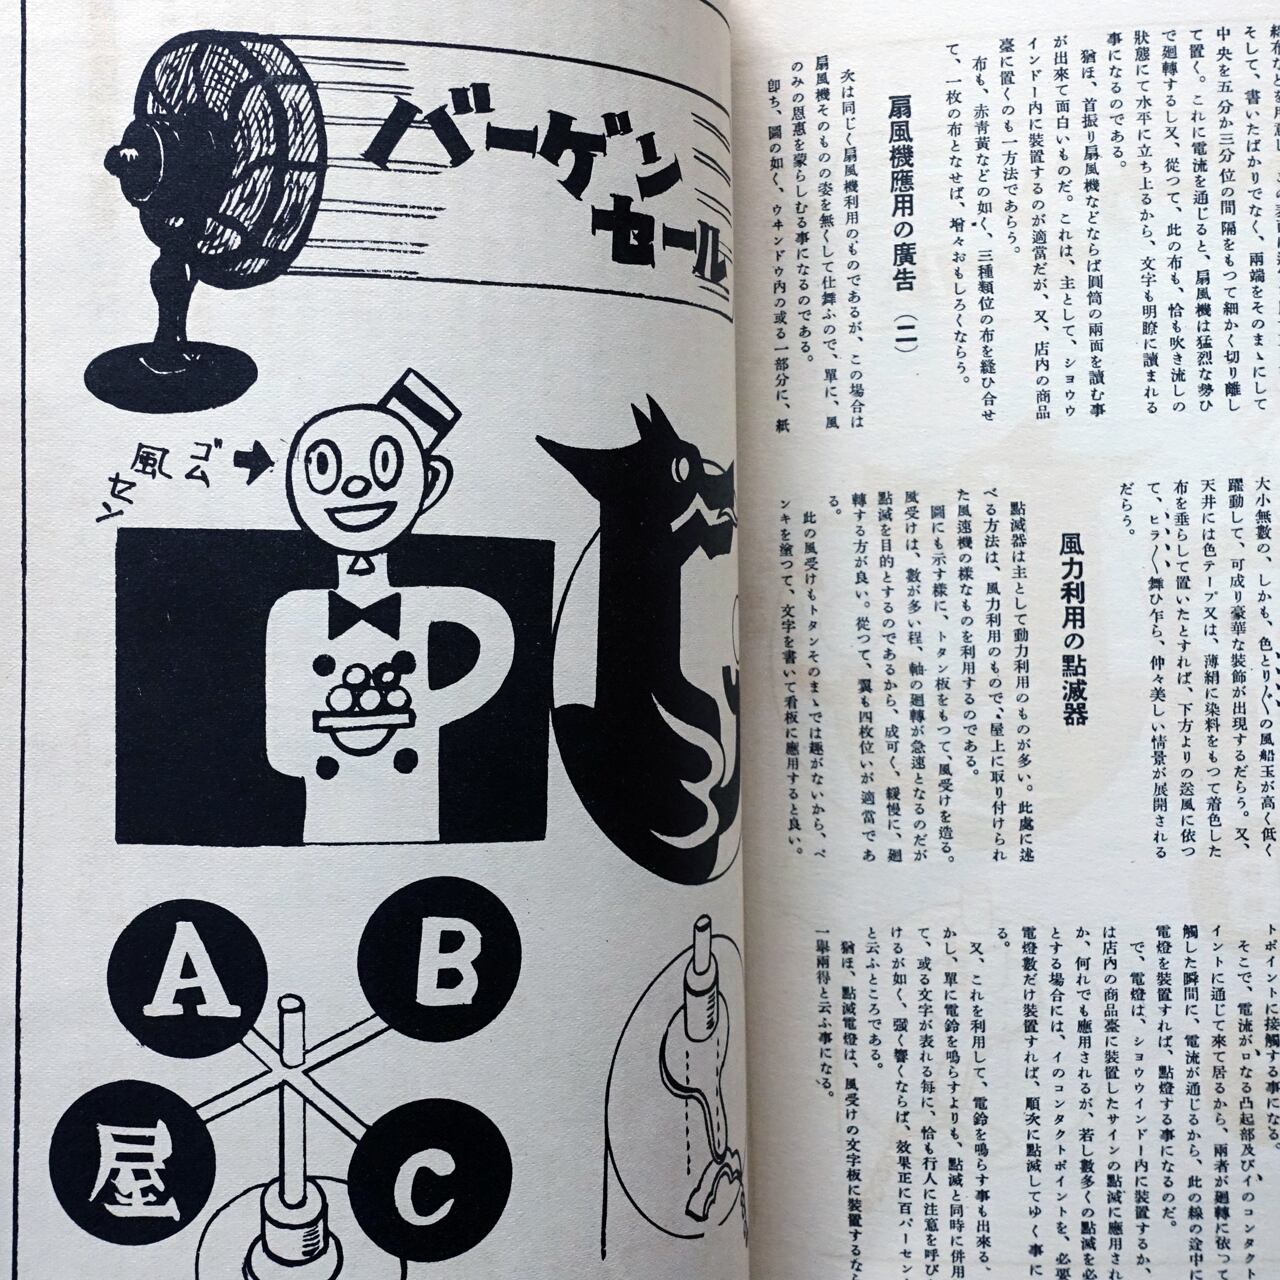 バーゲン
セール
ゴム
風
セン
A
B
屋
C
そして、書いたばかりでなく、兩端をそのまゝにして
中央を五分か三分位の間隔をもつて細かく切り離し
て置く。これに電流を通じると、扇風機は猛烈な勢ひ
で廻轉するし又、從つて、此の布も、恰も吹き流しの
狀態にて水平に立ち上るから、文字も明瞭に讀まれる
事になるのである。
猶ほ、首振り扇風機などならば圓筒の兩面を讀む事
が出來て面白いものだ。これは、主として、ショウウ
インドー内に裝置するのが適當だが、又、店内の商品
臺に置くのも一方法であらう。
布も、赤靑黃などの如く、三種類位の布を縫ひ合せ
て、一枚の布となせば、增々おもしろくならう。
扇風機應用の廣告（二）
次は同じく扇風機利用のものであるが、この場合は
扇風機そのものの姿を無くして仕舞ふので、單に、風
のみの恩惠を蒙らしむる事になるのである。
卽ち、圖の如く、ウヰンドウ内の或る一部分に、紙
大小無數の、しかも、色とり〲の風船玉が高く低く
躍動して、可成り豪華な裝飾が出現するだらう。又、
天井には色テープ又は、薄絹に染料をもつて着色した
布を垂らして置いたとすれば、下方よりの送風に依つ
て、ヒラ〱舞ひ乍ら、仲々美しい情景が展開される
だらう。
風力利用の點滅器
點滅器は主として動力利用のものが多い。此處に述
べる方法は、風力利用のもので、屋上に取り付けられ
た風速機の樣なものを利用するのである。
圖にも示す樣に、トタン板をもつて、風受けを造る。
風受けは、數が多い程、軸の廻轉が急速となるのだが
點滅を目的とするのであるから、成可く、緩慢に、廻
轉する方が良い。從つて、翼も四枚位いが適當であ
る。
此の風受けもトタンそのまゝでは趣がないから、ペ
ンキを塗つて、文字を書いて看板に應用すると良い。
トポイントに接觸する事になる。
そこで、電流がロなる凸起部及びイのコンタクト
イントに通じて來て居るから、兩者が廻轉に依つて
觸した瞬間に、電流が通じるから、此の線の途中に
電燈を裝置すれば、點燈する事になるのだ。
で、電燈は、ショウウインドー内に裝置するか、
は店内の商品臺に裝置したサインの點滅に應用され
か、何れでも應用されるが、若し數多くの點滅を必
とする場合には、イのコンタクトポイントを、必要
電燈數だけ裝置すれば、順次に點滅してゆく事に
る。
又、これを利用して、電鈴を鳴らす事も出來る。
かし、單に電鈴を鳴らすよりも、點滅と同時に併用
て、或る文字が表れる每に、恰も行人に注意を呼び
けるが如く、强く響くならば、效果正に百パーセン
と云ふところである。
猶ほ、點滅電燈は、風受けの文字板に裝置するなら
一擧兩得と云ふ事になる。